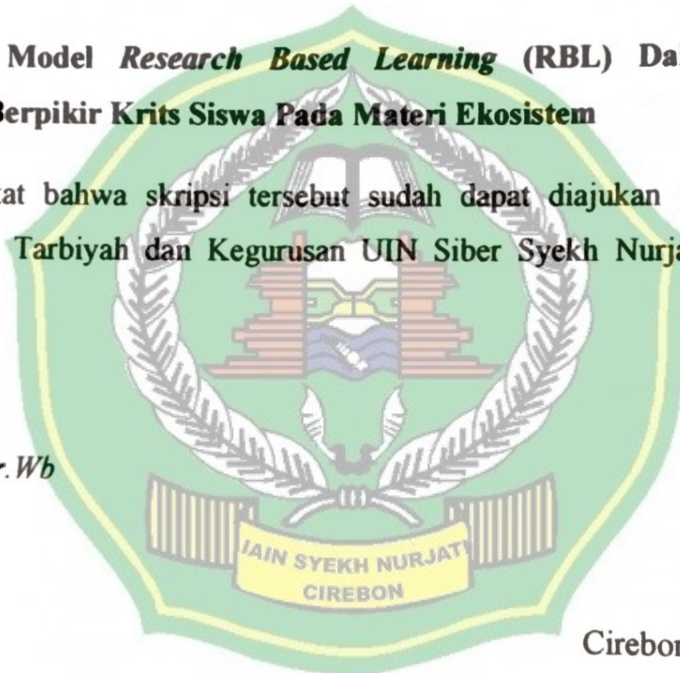 Model Research Based Learning (RBL) Da
Berpikir Krits Siswa Pada Materi Ekosistem
tat bahwa skripsi tersebut sudah dapat diajukan
Tarbiyah dan Kegurusan UIN Siber Syekh Nurja
r.Wb
IAIN SYEKH NURJATI
CIREBON
Cirebon